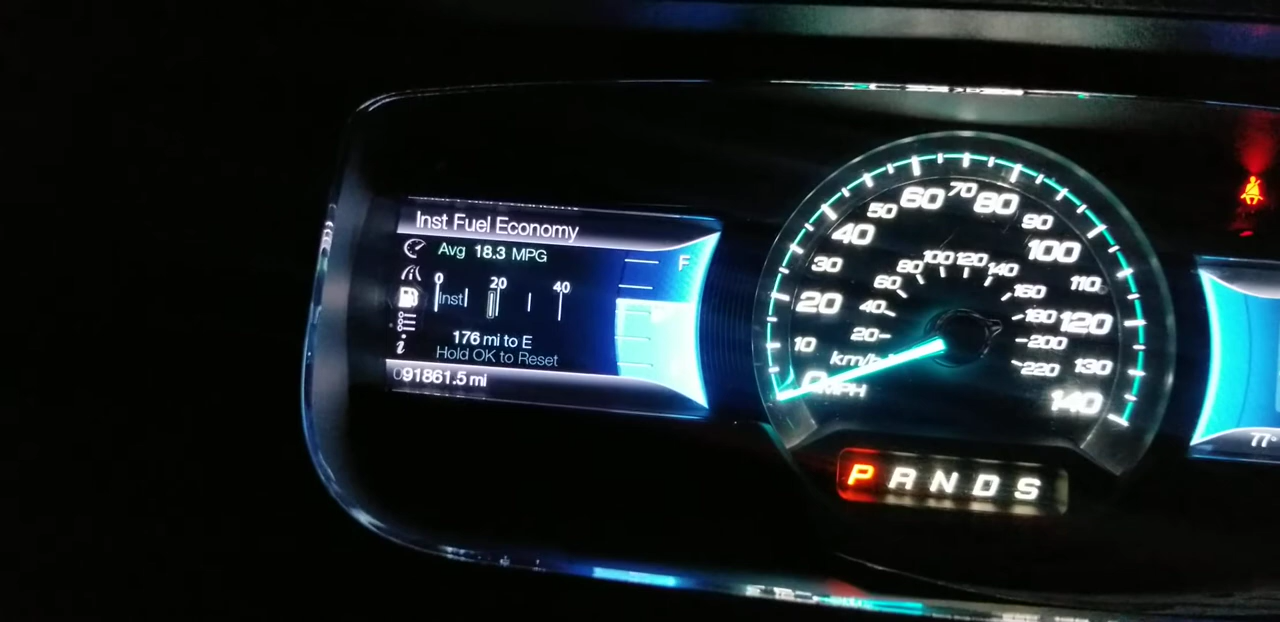 Inst Fuel Economy
Avg 18.3 MPG
0 20 40
Inst
176 mi to E
Hold OK to Reset
091861.5 mi
F
0 10 20 30 40 50 60 70 80 90 100 110 120 130 140
MPH
20 40 60 80 100 120 140 160 180 200 220
km/h
P R N D S
77°